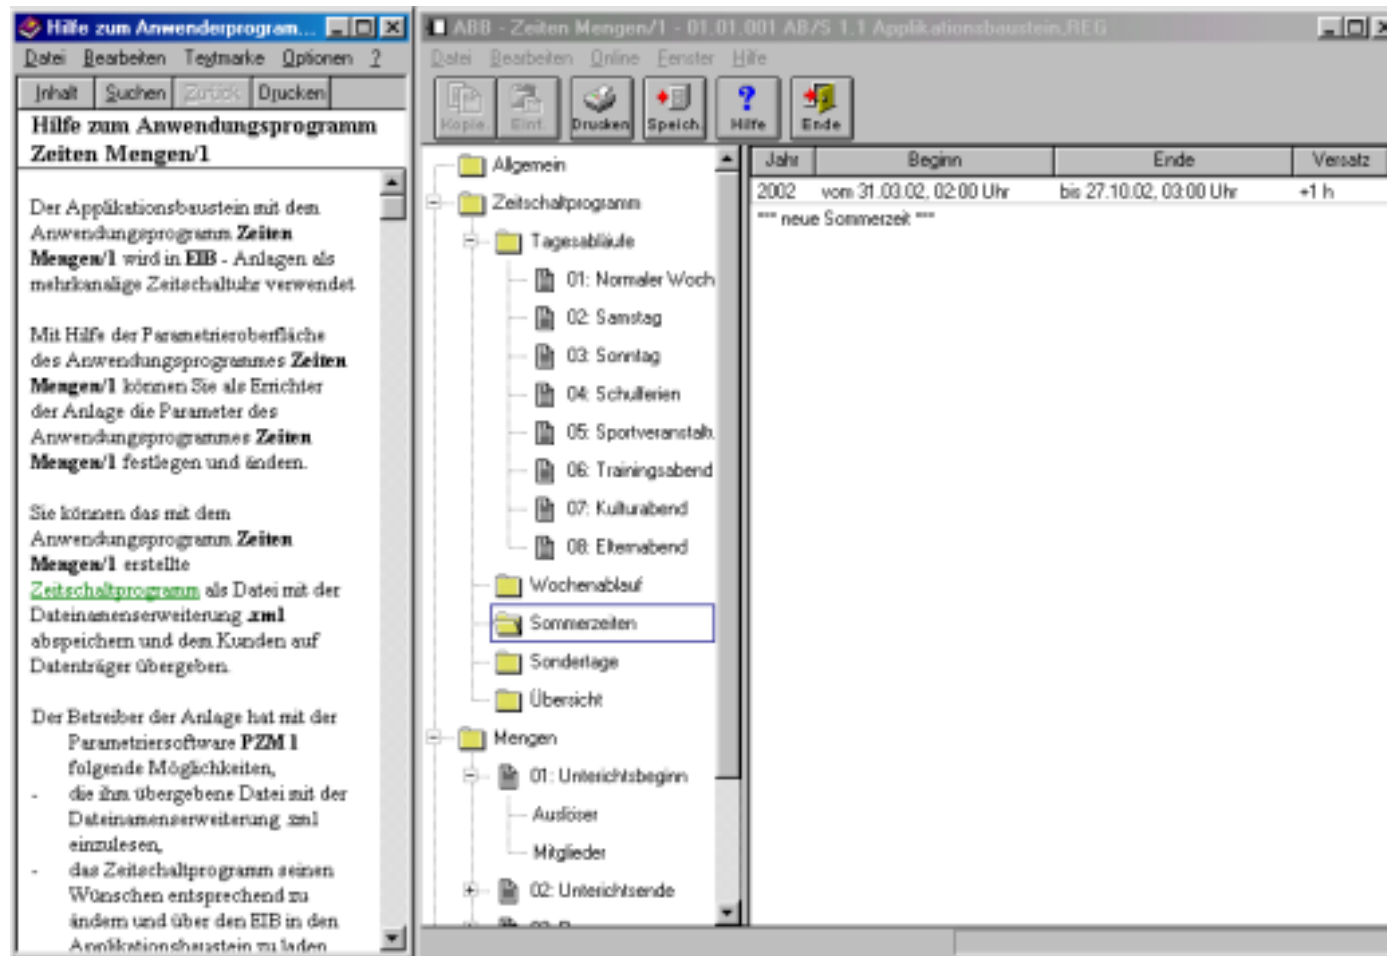 Hilfe zum Anwenderprogram...
Datei Bearbeiten Textmarke Optionen ?
Inhalt Suchen Zurück Drucken
Hilfe zum Anwendungsprogramm
Zeiten Mengen/1
Der Applikationsbaustein mit dem
Anwendungsprogramm Zeiten
Mengen/1 wird in EIB - Anlagen als
mehrkanalige Zeitschaltuhr verwendet
Mit Hilfe der Parametrieroberfläche
des Anwendungsprogrammes Zeiten
Mengen/1 können Sie als Errichter
der Anlage die Parameter des
Anwendungsprogrammes Zeiten
Mengen/1 festlegen und ändern.
Sie können das mit dem
Anwendungsprogramm Zeiten
Mengen/1 erstellte
Zeitschaltprogramm als Datei mit der
Dateinamenserweiterung .xml
abspeichern und dem Kunden auf
Datenträger übergeben.
Der Betreiber der Anlage hat mit der
Parametriersoftware PZM 1
folgende Möglichkeiten,
- die ihm übergebene Datei mit der
Dateinamenserweiterung .xml
einzulesen,
- das Zeitschaltprogramm seinen
Wünschen entsprechend zu
ändern und über den EIB in den
Applikationsbaustein zu laden
ABB - Zeiten Mengen/1 - 01.01.001 AB/S 1.1 Applikationsbaustein,REG
Datei Bearbeiten Online Fenster Hilfe
Kopie. Einf. Drucken Speich. Hilfe Ende
Allgemein
Zeitschaltprogramm
Tagesabläufe
01: Normaler Woch
02: Samstag
03: Sonntag
04: Schulferien
05: Sportveranstalt.
06: Trainingsabend
07: Kulturabend
08: Elternabend
Wochenablauf
Sommerzeiten
Sondertage
Übersicht
Mengen
01: Unterichtsbeginn
Auslöser
Mitglieder
02: Unterichtsende
Jahr Beginn Ende Versatz
2002 vom 31.03.02, 02:00 Uhr bis 27.10.02, 03:00 Uhr +1 h
*** neue Sommerzeit ***